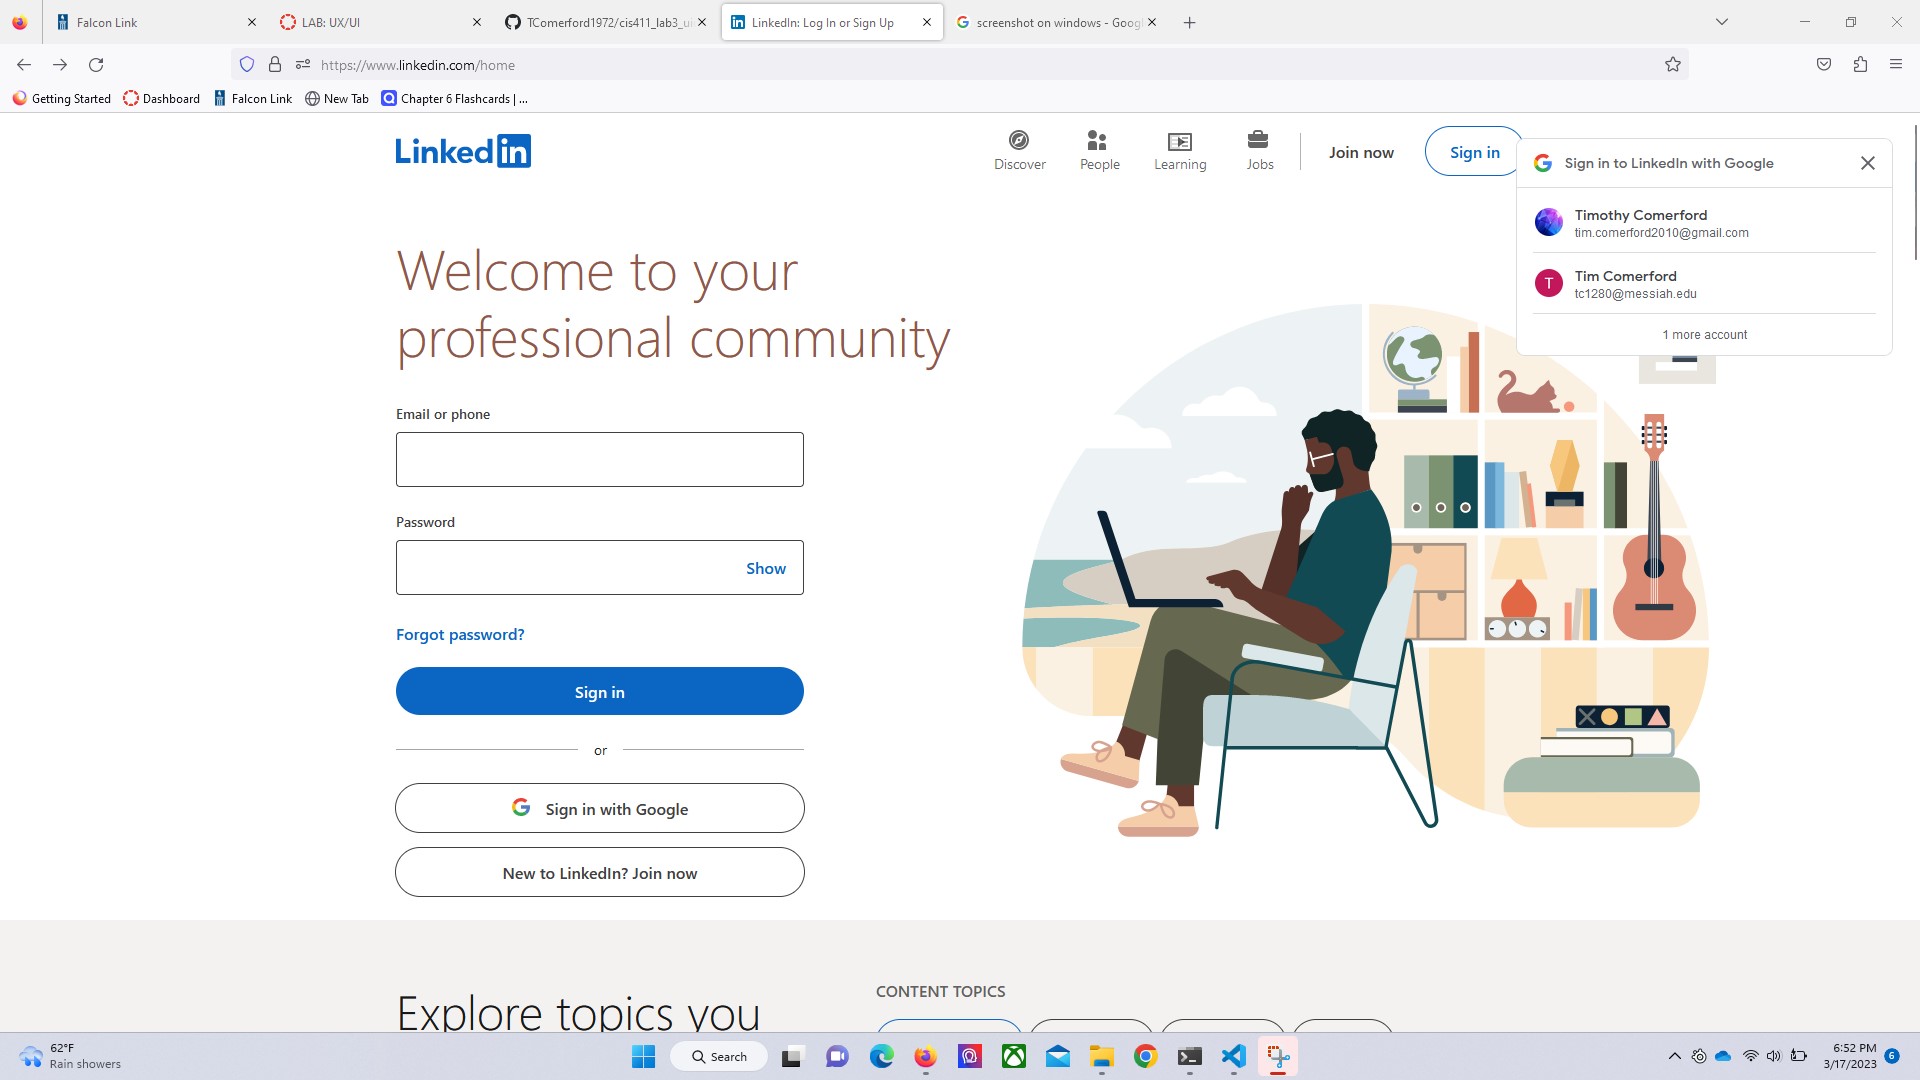 Falcon Link
LAB: UX/UI
TComerford1972/cis411_lab3_ui
LinkedIn: Log In or Sign Up
screenshot on windows - Googl
https://www.linkedin.com/home
Getting Started
Dashboard
Falcon Link
New Tab
Chapter 6 Flashcards | ...
Linked in
Discover
People
Learning
Jobs
Join now
Sign in
Sign in to LinkedIn with Google
Timothy Comerford
tim.comerford2010@gmail.com
T
Tim Comerford
tc1280@messiah.edu
1 more account
Welcome to your
professional community
Email or phone
Password
Show
Forgot password?
Sign in
or
Sign in with Google
New to LinkedIn? Join now
Explore topics you
CONTENT TOPICS
62°F
Rain showers
Search
6:52 PM
3/17/2023
6